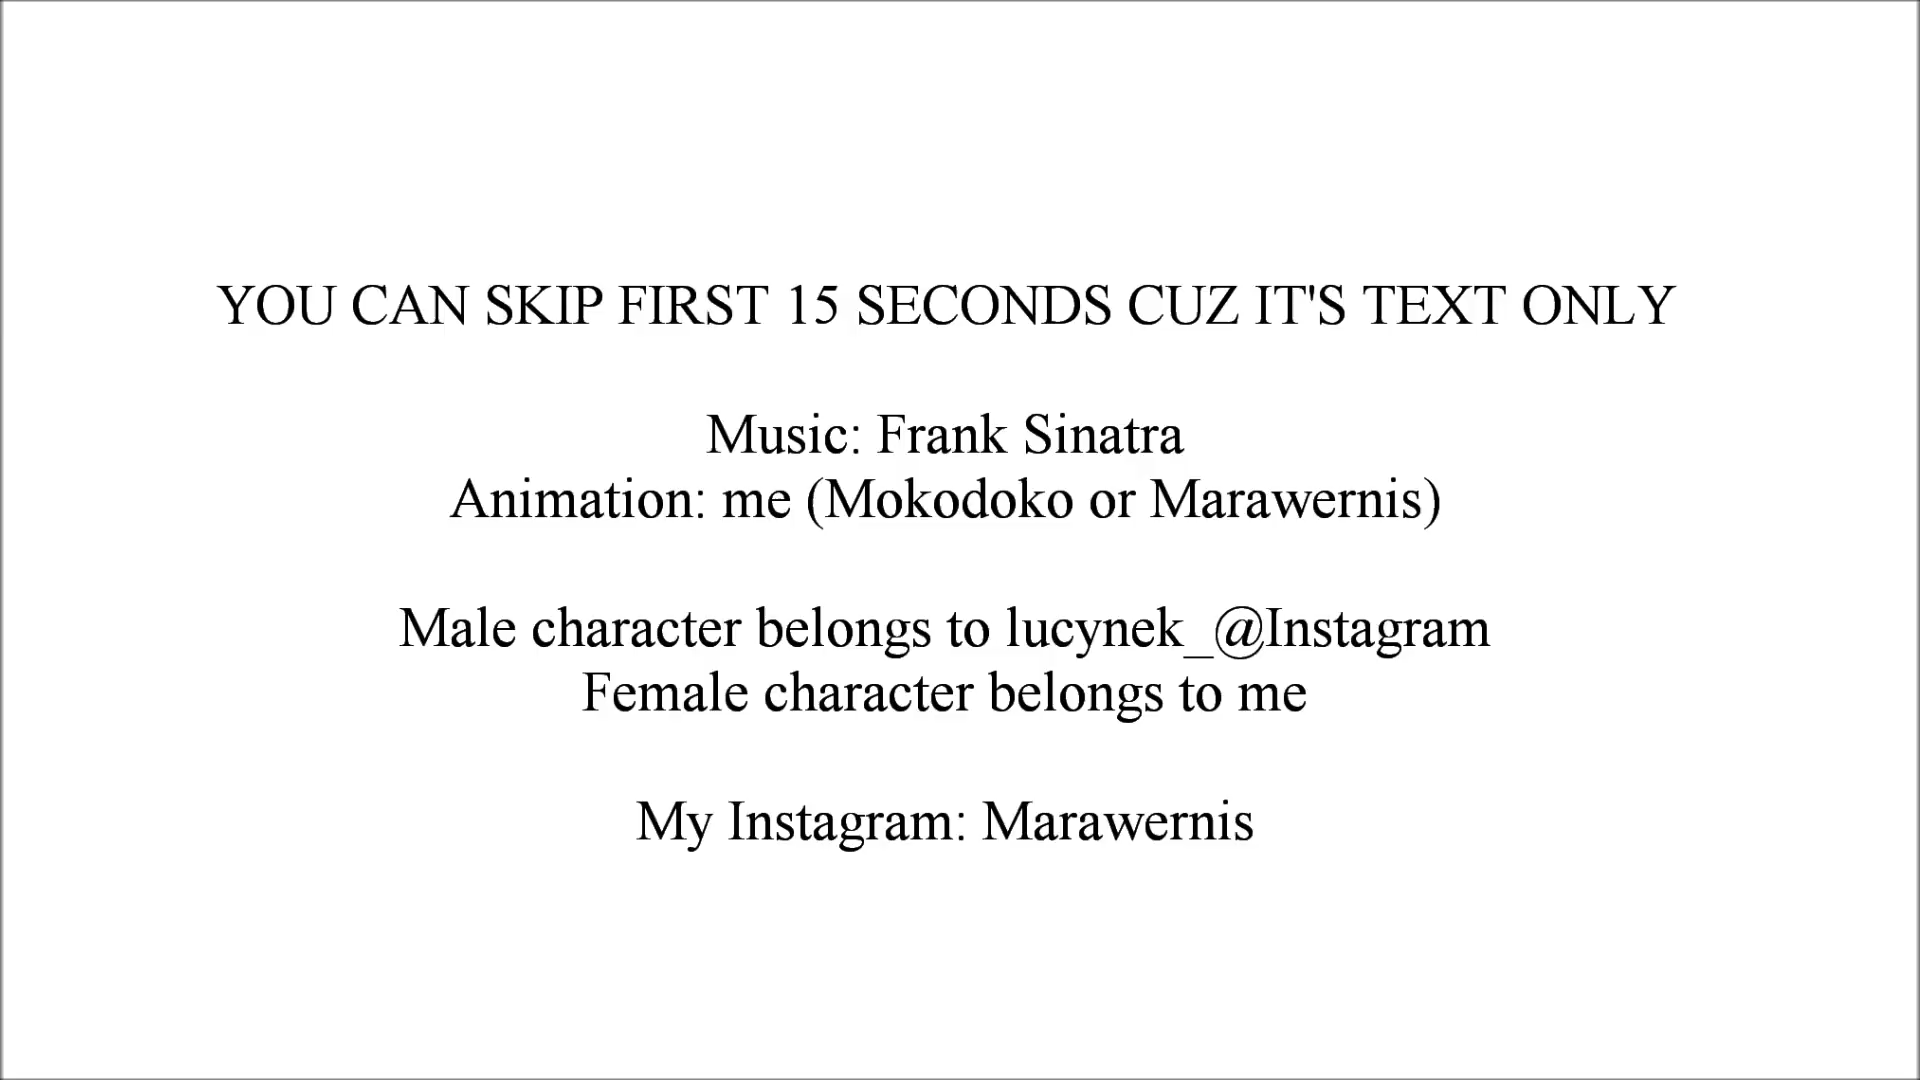 YOU CAN SKIP FIRST 15 SECONDS CUZ IT'S TEXT ONLY
Music: Frank Sinatra
Animation: me (Mokodoko or Marawernis)
Male character belongs to lucynek_@Instagram
Female character belongs to me
My Instagram: Marawernis